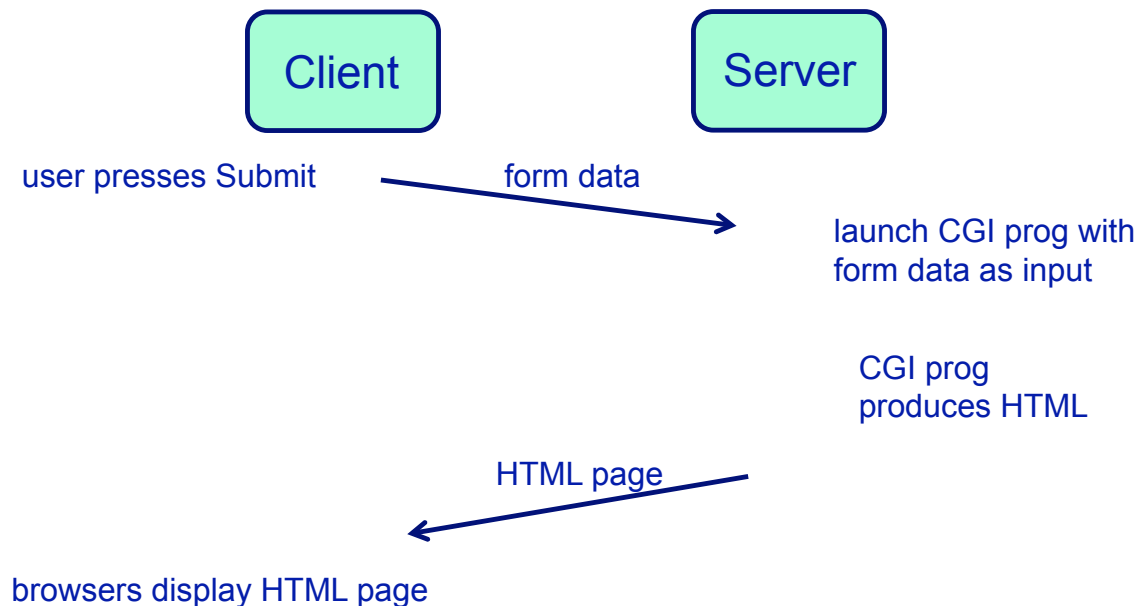 Client
Server
user presses Submit
form data
launch CGI prog with
form data as input
CGI prog
produces HTML
HTML page
browsers display HTML page